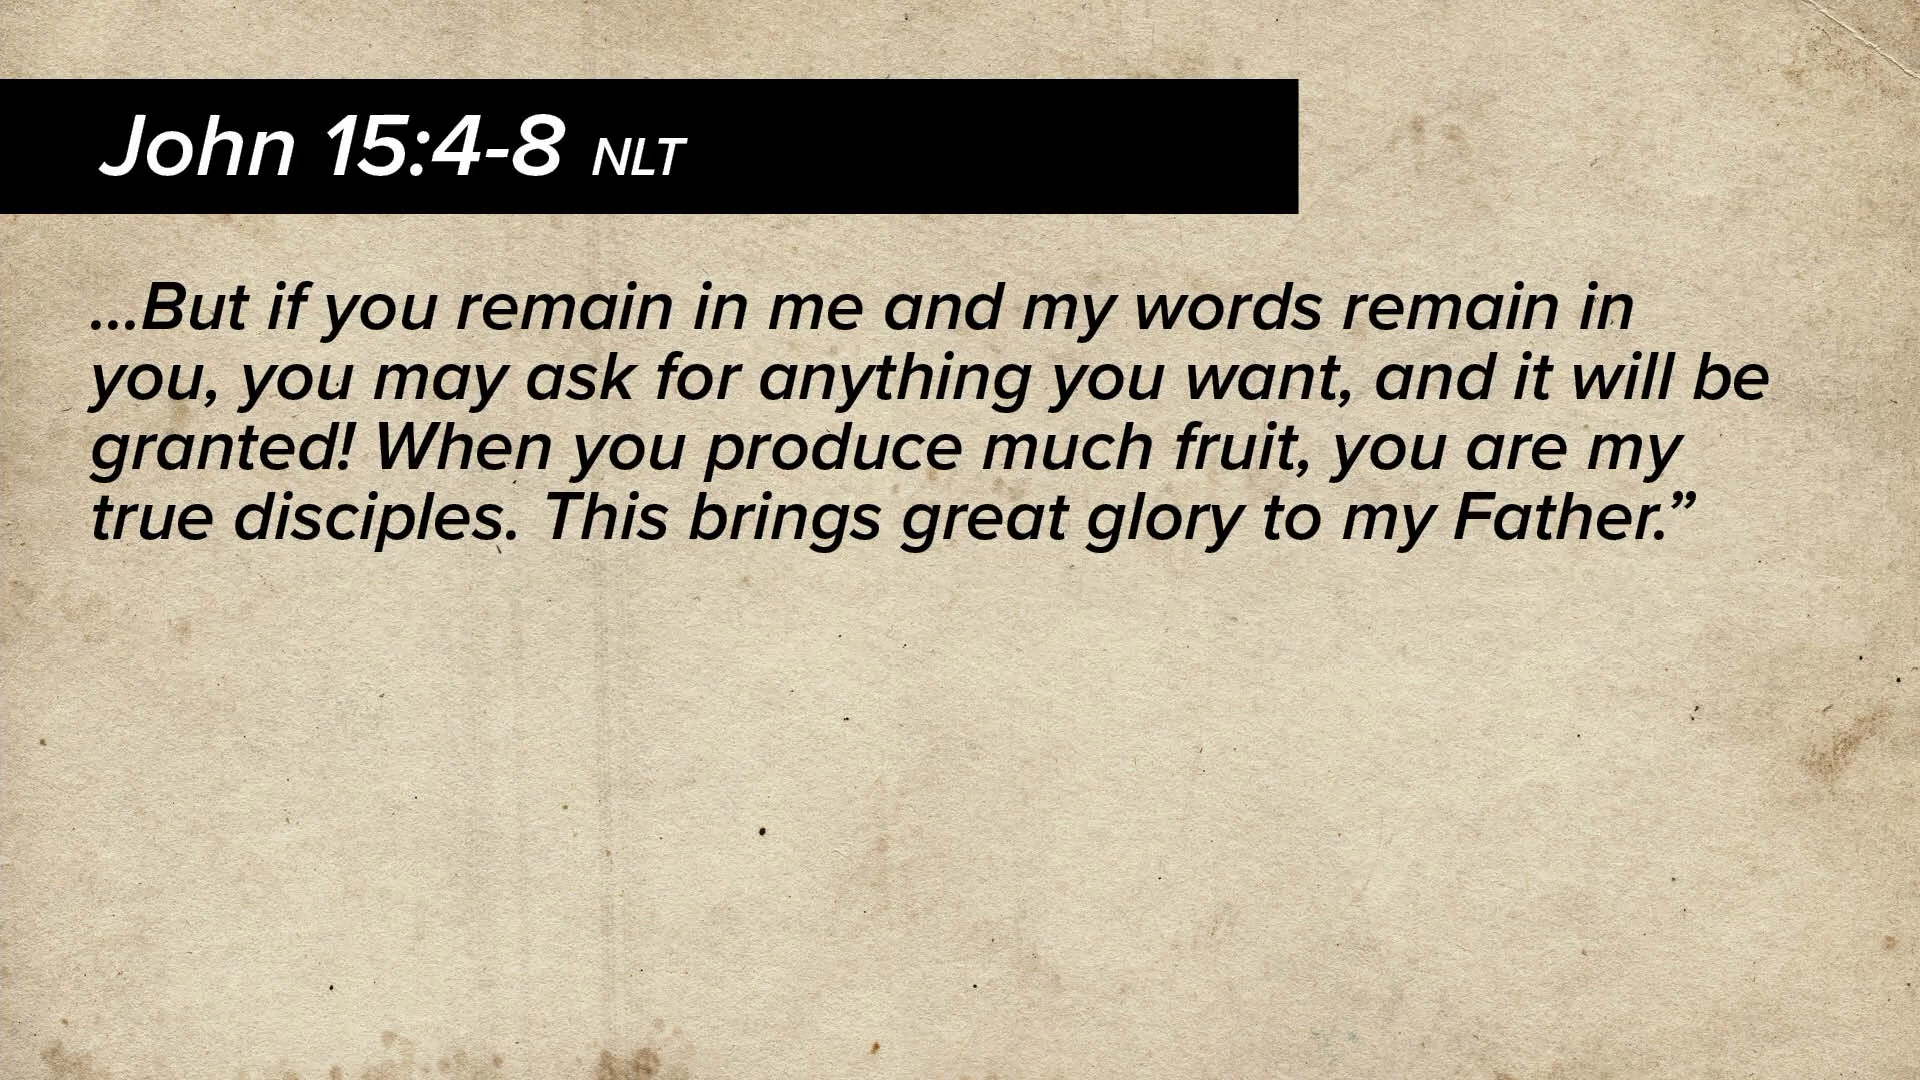 John 15:4-8 NLT
...But if you remain in me and my words remain in
you, you may ask for anything you want, and it will be
granted! When you produce much fruit, you are my
true disciples. This brings great glory to my Father.”